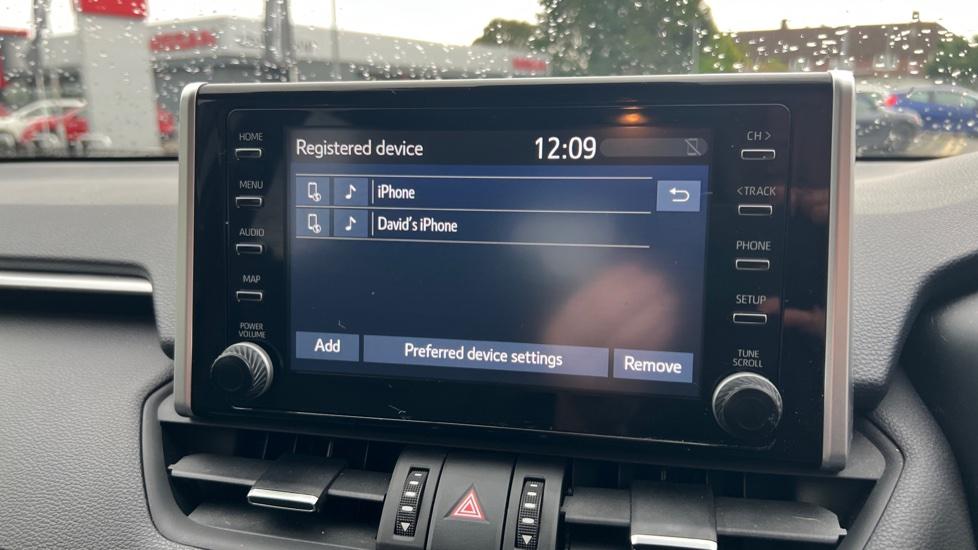 NISSAN
HOME
MENU
AUDIO
MAP
POWER
VOLUME
Registered device 12:09
iPhone
David's iPhone
Add Preferred device settings Remove
CH >
< TRACK
PHONE
SETUP
TUNE
SCROLL